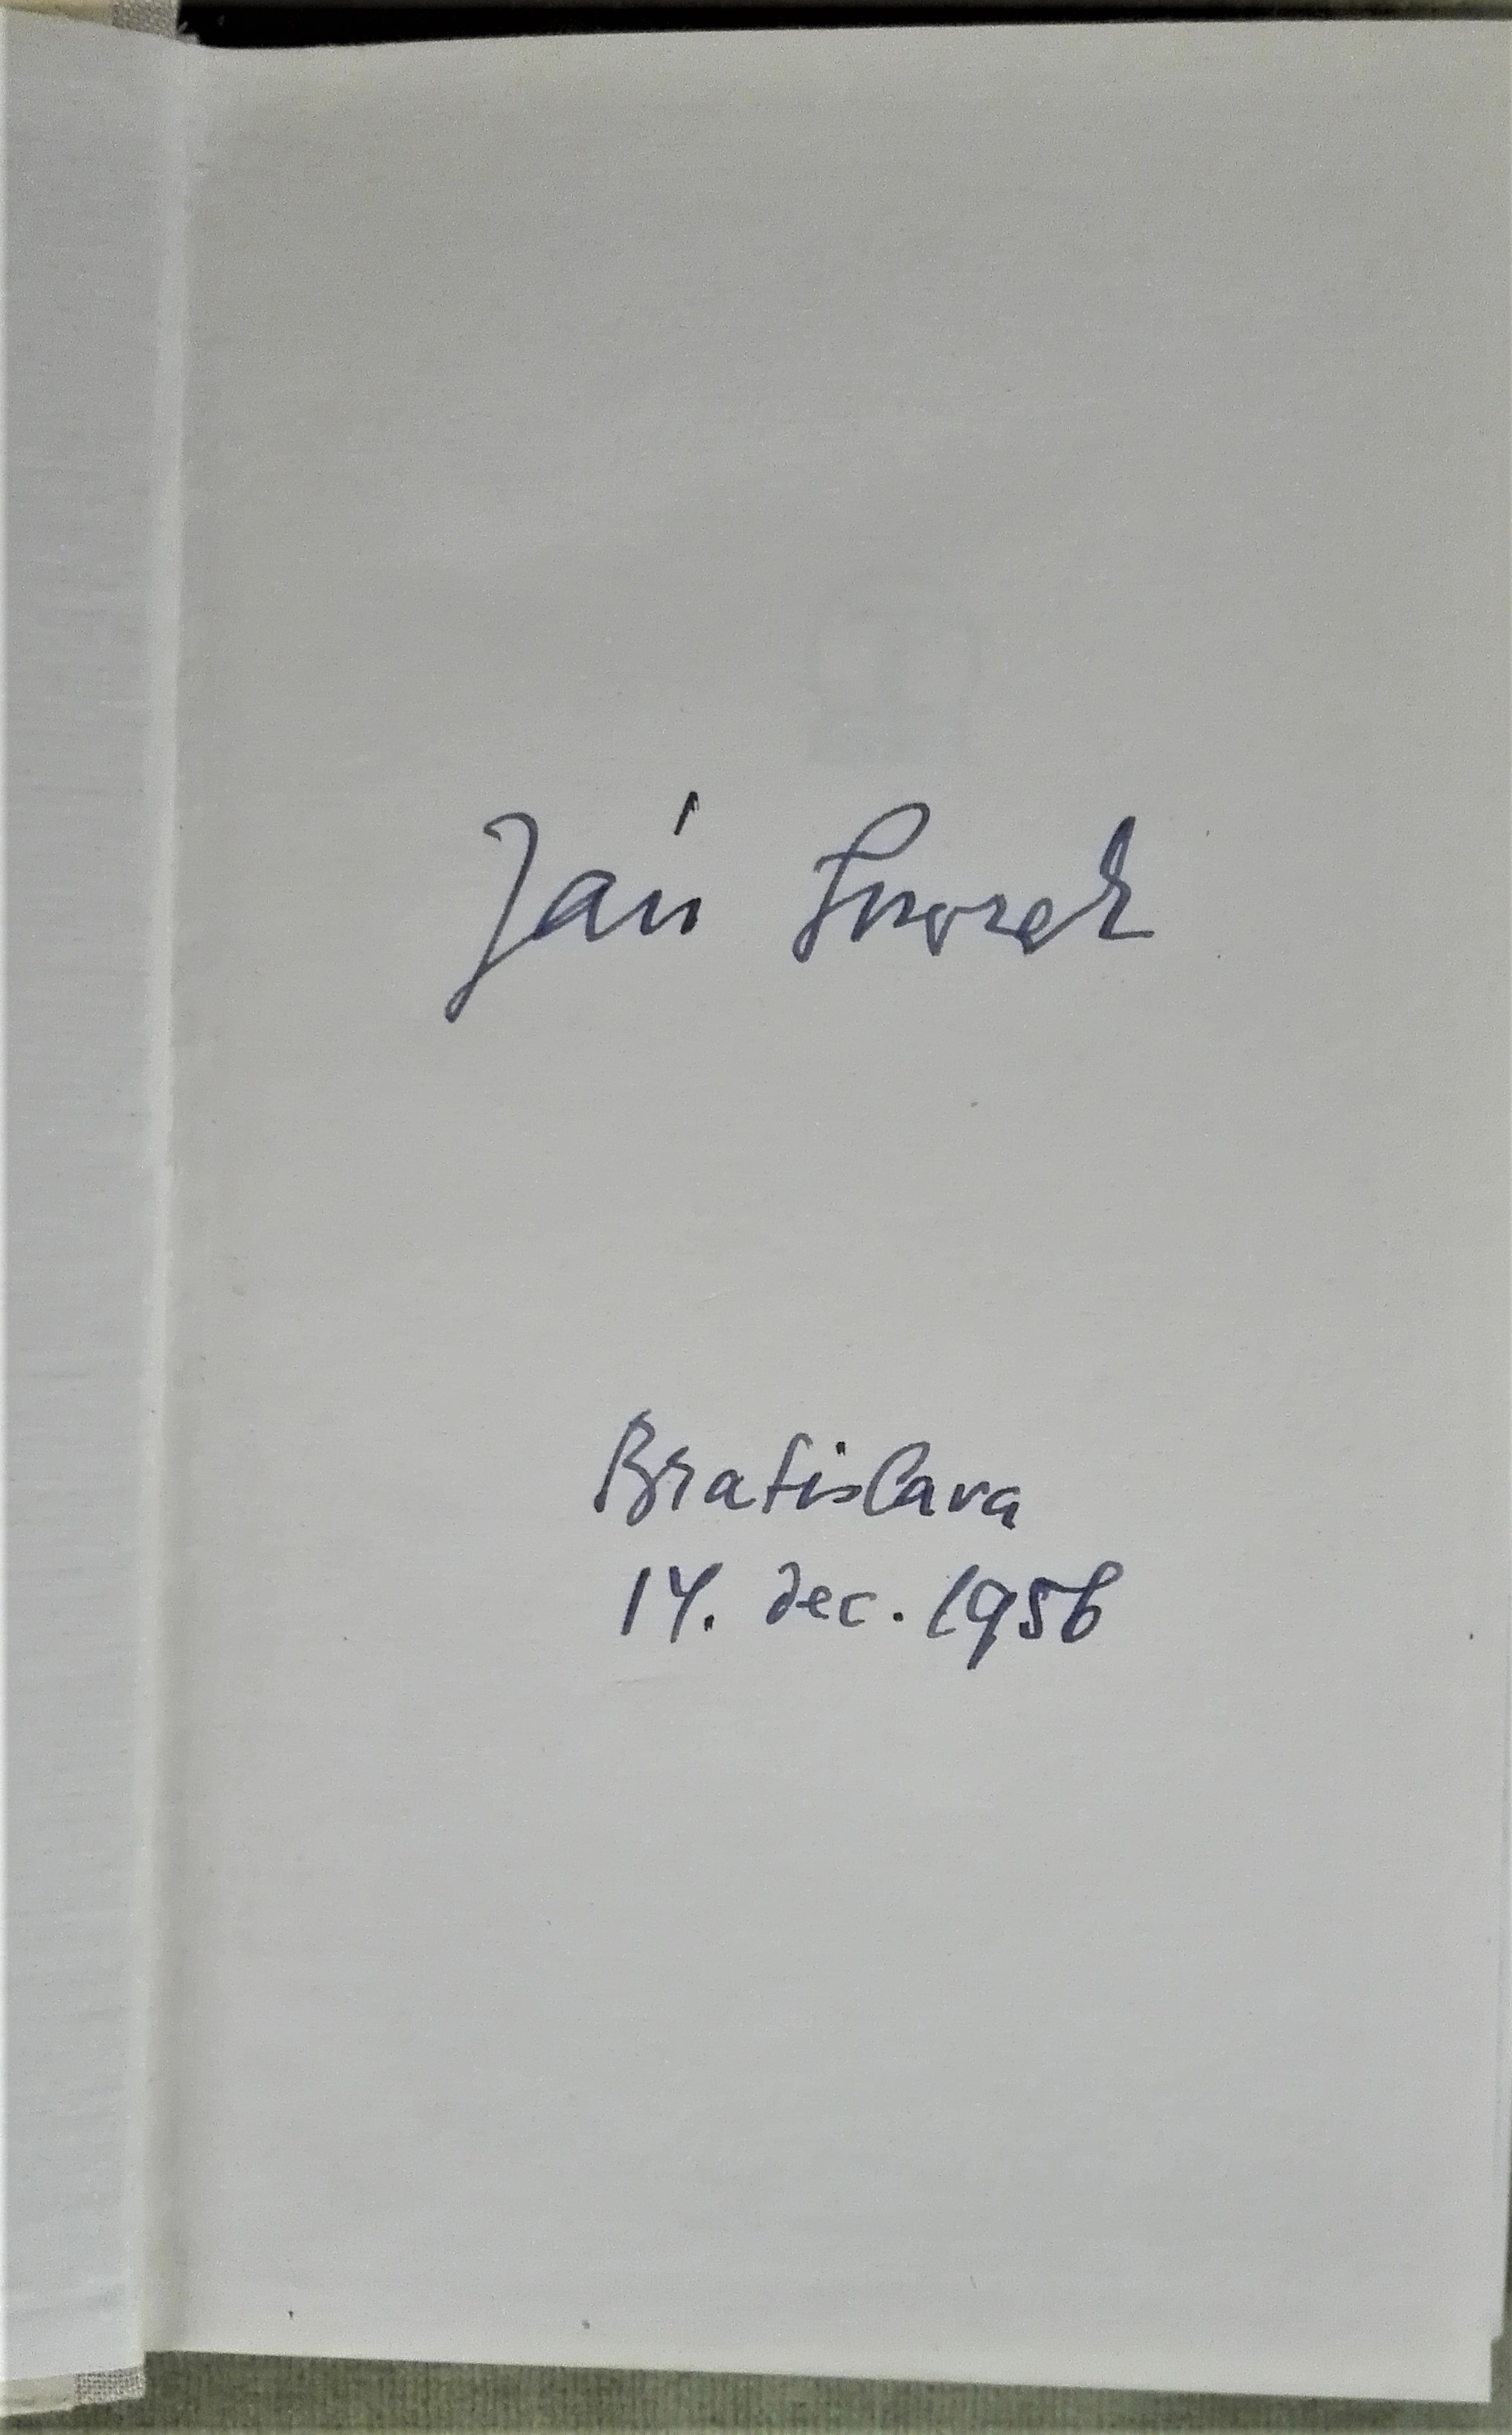 Ján Smrek
Bratislava
14. dec. 1956